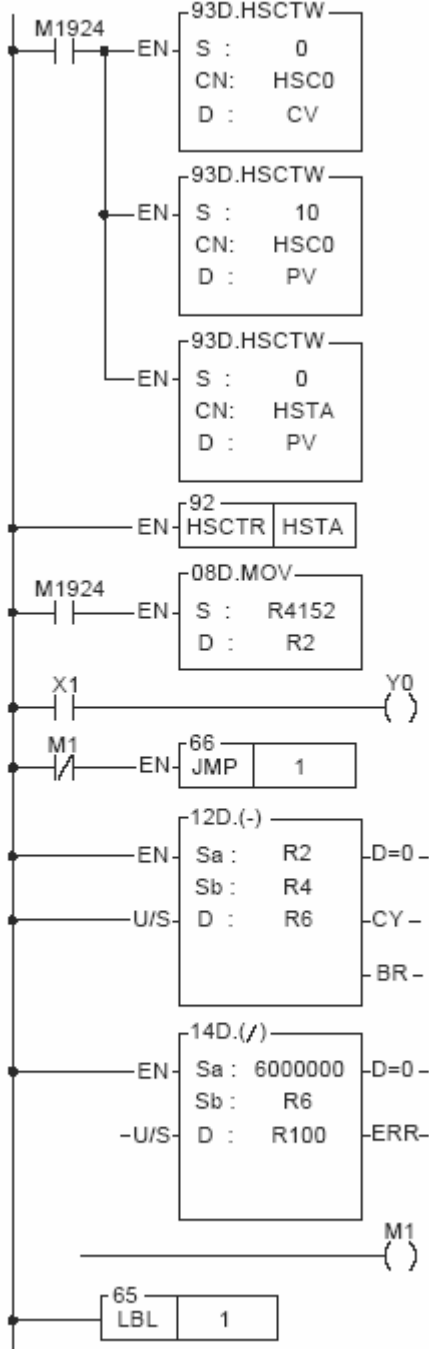 93D.HSCTW
M1924
EN S : 0
CN: HSC0
D : CV
93D.HSCTW
EN S : 10
CN: HSC0
D : PV
93D.HSCTW
EN S : 0
CN: HSTA
D : PV
92
EN HSCTR HSTA
08D.MOV
M1924
EN S : R4152
D : R2
X1 Y0
( )
M1
66
EN JMP 1
12D.(-)
EN Sa : R2 D=0
Sb : R4
U/S D : R6 CY
BR
14D.(/)
EN Sa : 6000000 D=0
Sb : R6
U/S D : R100 ERR
M1
( )
65
LBL 1